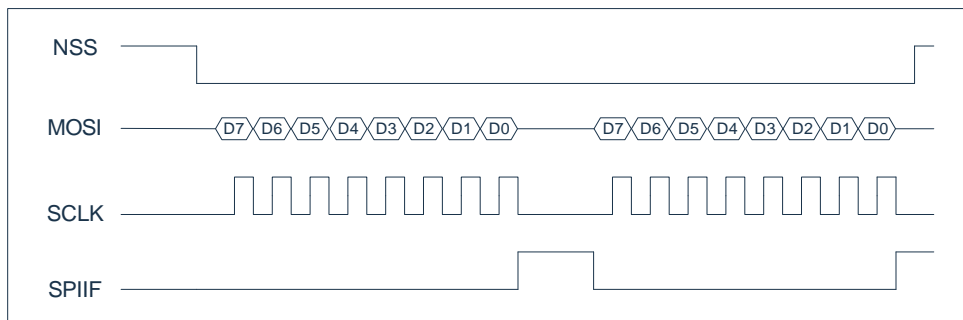 NSS
MOSI D7 D6 D5 D4 D3 D2 D1 D0 D7 D6 D5 D4 D3 D2 D1 D0
SCLK
SPIIF